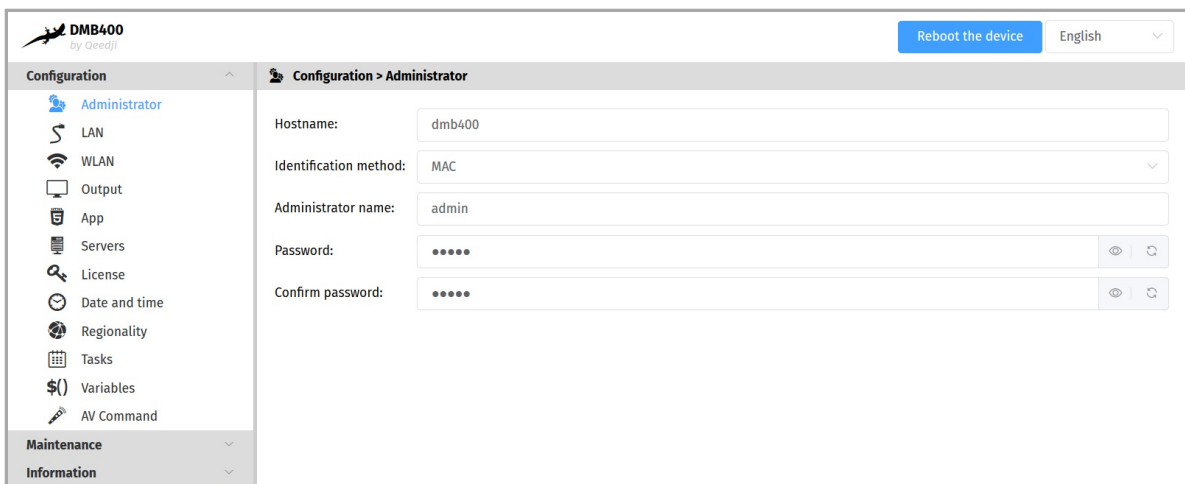 DMB400
by Qeedji
Reboot the device
English
Configuration
Administrator
LAN
WLAN
Output
App
Servers
License
Date and time
Regionality
Tasks
$() Variables
AV Command
Maintenance
Information
Configuration > Administrator
Hostname: dmb400
Identification method: MAC
Administrator name: admin
Password: ●●●●●
Confirm password: ●●●●●